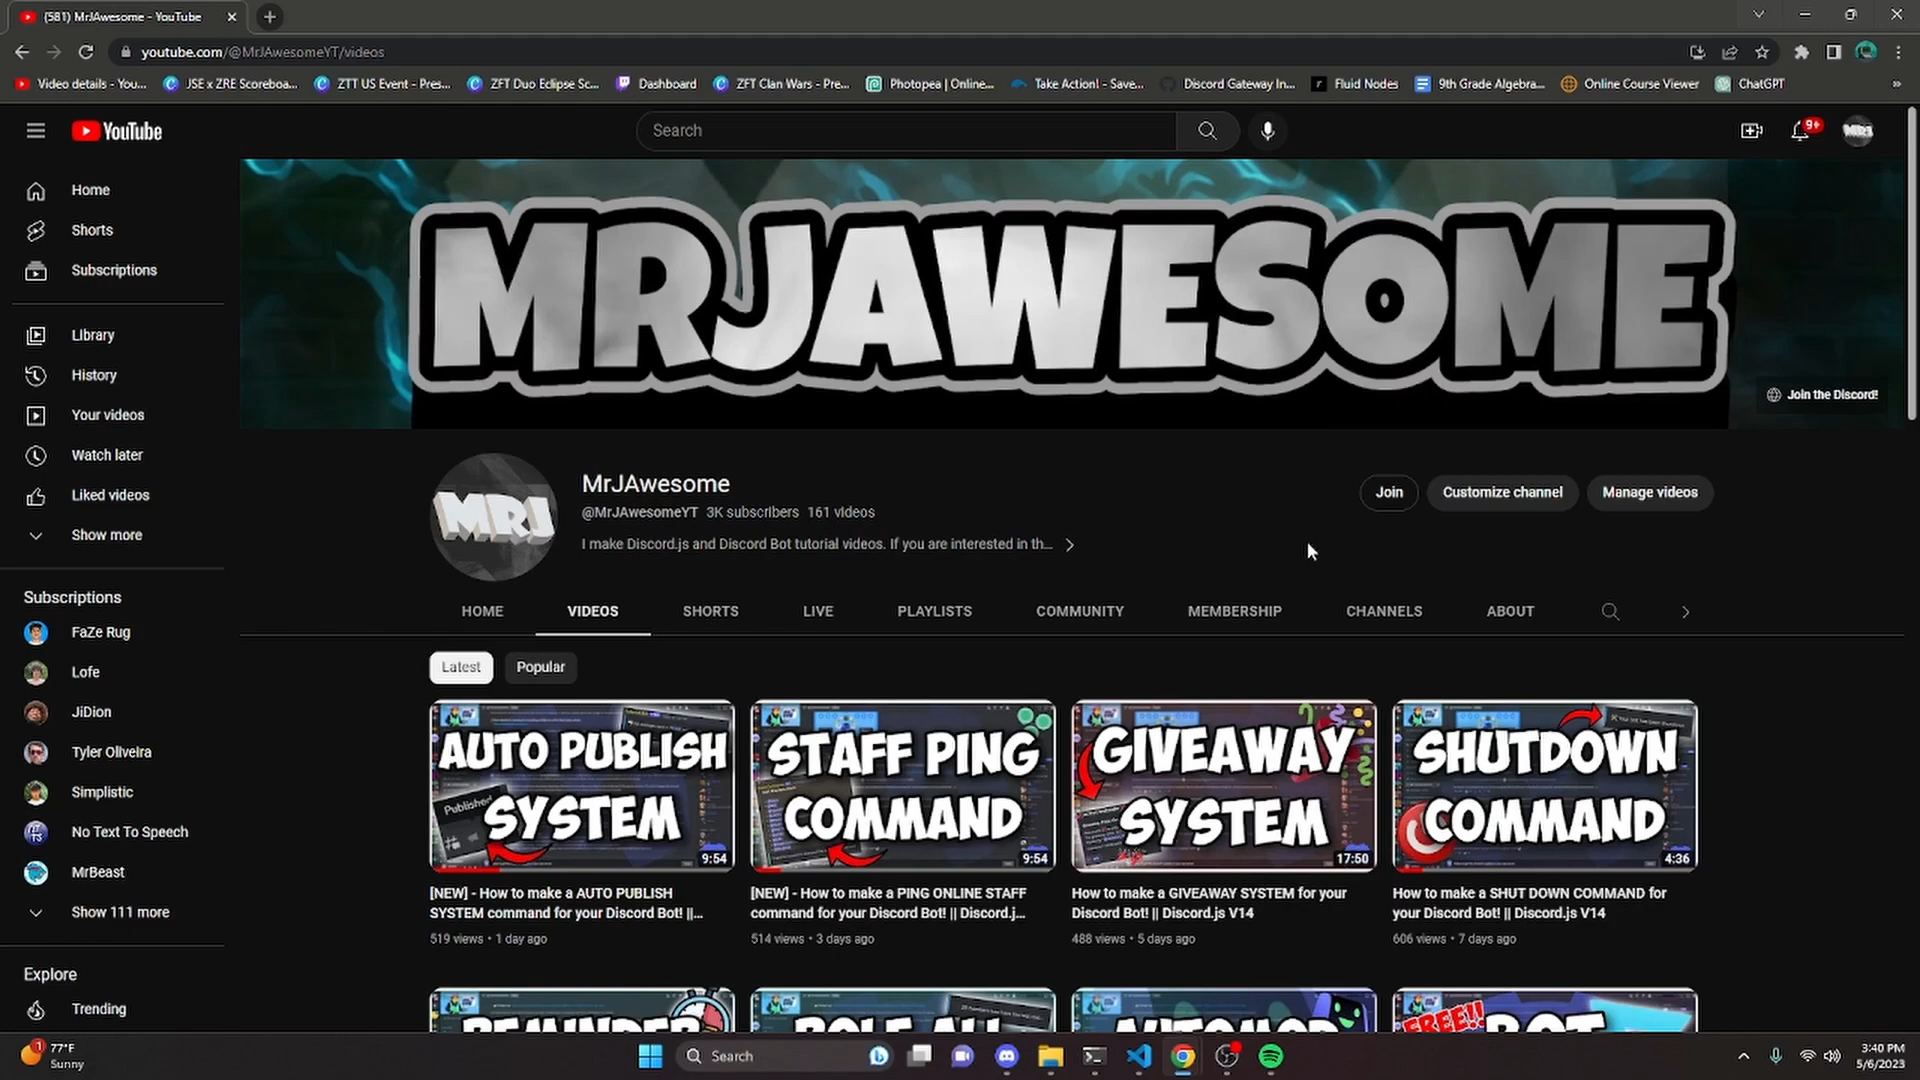 (581) MrJAwesome - YouTube
youtube.com/@MrJAwesomeYT/videos
Video details - You...
JSE x ZRE Scoreboa...
ZTT US Event - Pres...
ZFT Duo Eclipse Sc...
Dashboard
ZFT Clan Wars - Pre...
Photopea | Online...
Take Action! - Save...
Discord Gateway In...
Fluid Nodes
9th Grade Algebra...
Online Course Viewer
ChatGPT
YouTube
Search
9+
MRJ
Home
Shorts
Subscriptions
Library
History
Your videos
Watch later
Liked videos
Show more
Subscriptions
FaZe Rug
Lofe
JiDion
Tyler Oliveira
Simplistic
No Text To Speech
MrBeast
Show 111 more
Explore
Trending
MRJAWESOME
Join the Discord!
MRJ
MrJAwesome
@MrJAwesomeYT 3K subscribers 161 videos
I make Discord.js and Discord Bot tutorial videos. If you are interested in th...
Join
Customize channel
Manage videos
HOME
VIDEOS
SHORTS
LIVE
PLAYLISTS
COMMUNITY
MEMBERSHIP
CHANNELS
ABOUT
Latest
Popular
AUTO PUBLISH
SYSTEM
Published
9:54
[NEW] - How to make a AUTO PUBLISH
SYSTEM command for your Discord Bot! ||...
519 views • 1 day ago
STAFF PING
COMMAND
9:54
[NEW] - How to make a PING ONLINE STAFF
command for your Discord Bot! || Discord.j...
514 views • 3 days ago
GIVEAWAY
SYSTEM
17:50
How to make a GIVEAWAY SYSTEM for your
Discord Bot! || Discord.js V14
488 views • 5 days ago
SHUTDOWN
COMMAND
4:36
How to make a SHUT DOWN COMMAND for
your Discord Bot! || Discord.js V14
606 views • 7 days ago
REMINDER
ROLE ALL
AUTOMOD
FREE!!
BOT
1
77°F
Sunny
Search
3:40 PM
5/6/2023